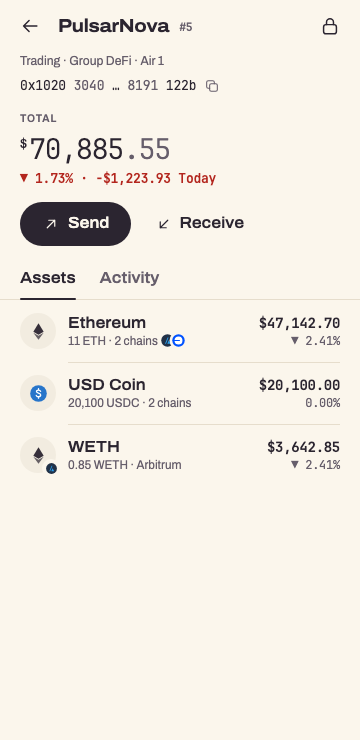 PulsarNova #5
Trading · Group DeFi · Air 1
0x1020 3040 … 8191 122b
TOTAL
$70,885.55
▼ 1.73% · -$1,223.93 Today
Send
Receive
Assets
Activity
Ethereum
$47,142.70
11 ETH · 2 chains
▼ 2.41%
USD Coin
$20,100.00
20,100 USDC · 2 chains
0.00%
WETH
$3,642.85
0.85 WETH · Arbitrum
▼ 2.41%